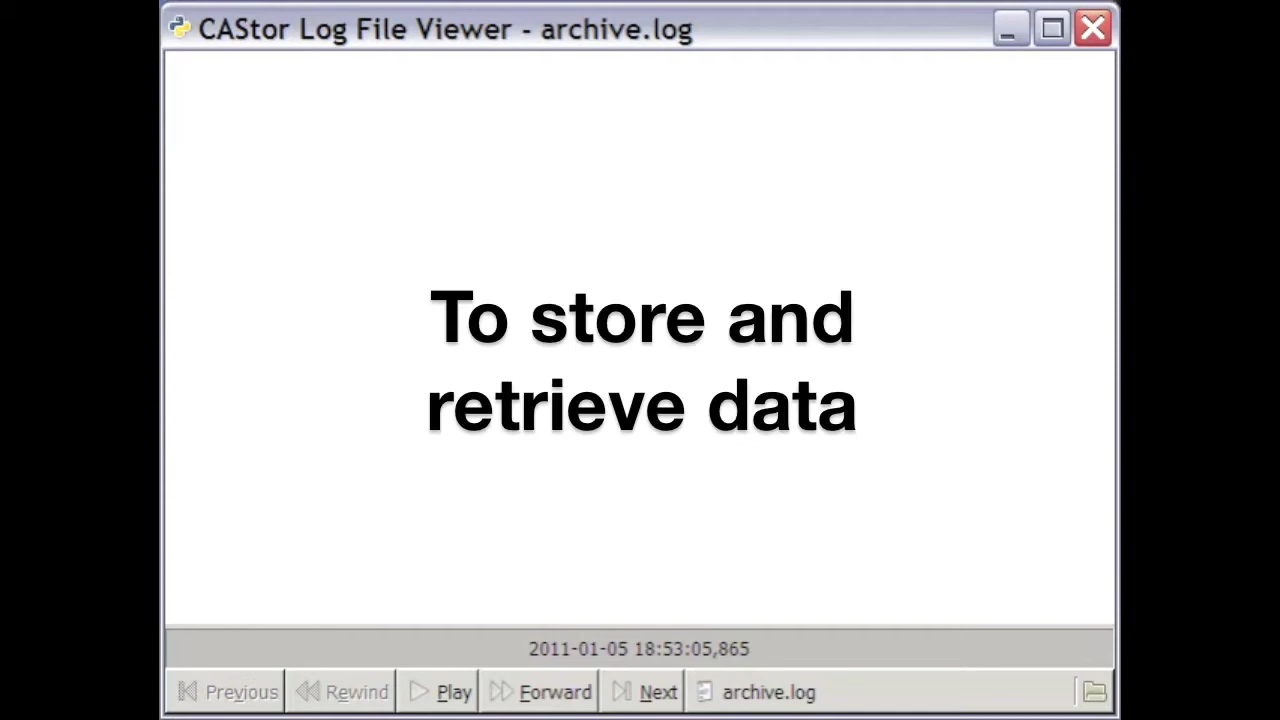 CAStor Log File Viewer - archive.log
To store and
retrieve data
2011-01-05 18:53:05,865
Previous Rewind Play Forward Next archive.log